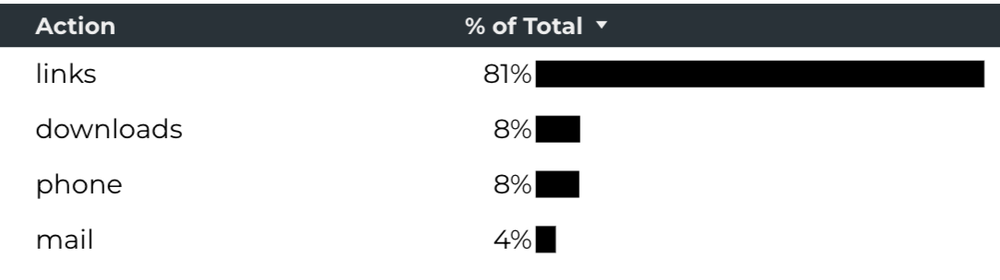 Action % of Total
links 81%
downloads 8%
phone 8%
mail 4%